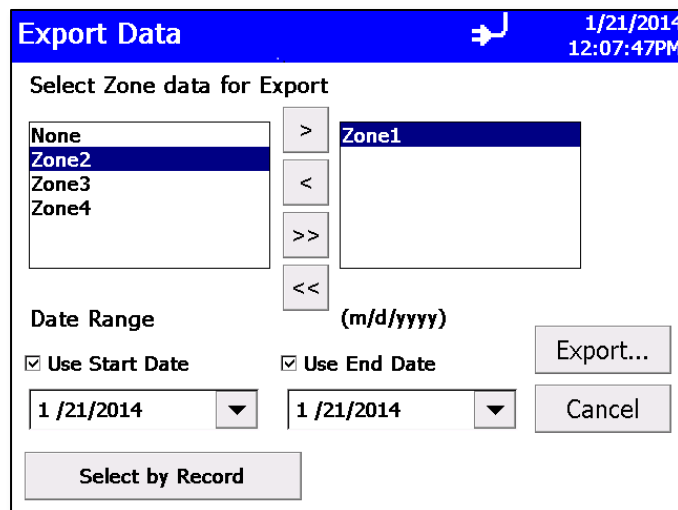 Export Data
1/21/2014
12:07:47PM
Select Zone data for Export
None
Zone2
Zone3
Zone4
>
<
>>
<<
Zone1
Date Range
(m/d/yyyy)
Use Start Date
Use End Date
1 /21/2014
1 /21/2014
Export...
Cancel
Select by Record